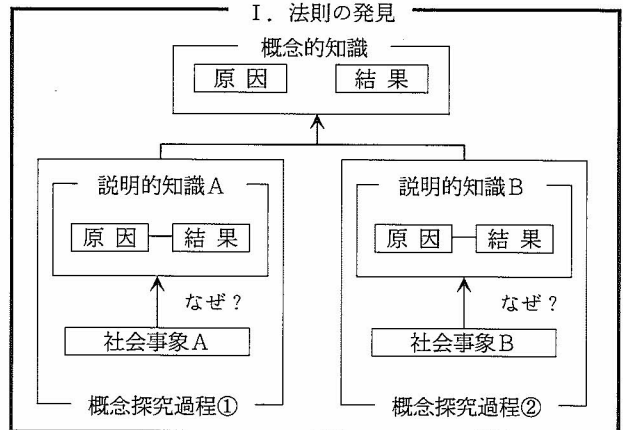 Ⅰ．法則の発見
概念的知識
原因 結果
説明的知識A 説明的知識B
原因 結果 原因 結果
なぜ？ なぜ？
社会事象A 社会事象B
概念探究過程① 概念探究過程②